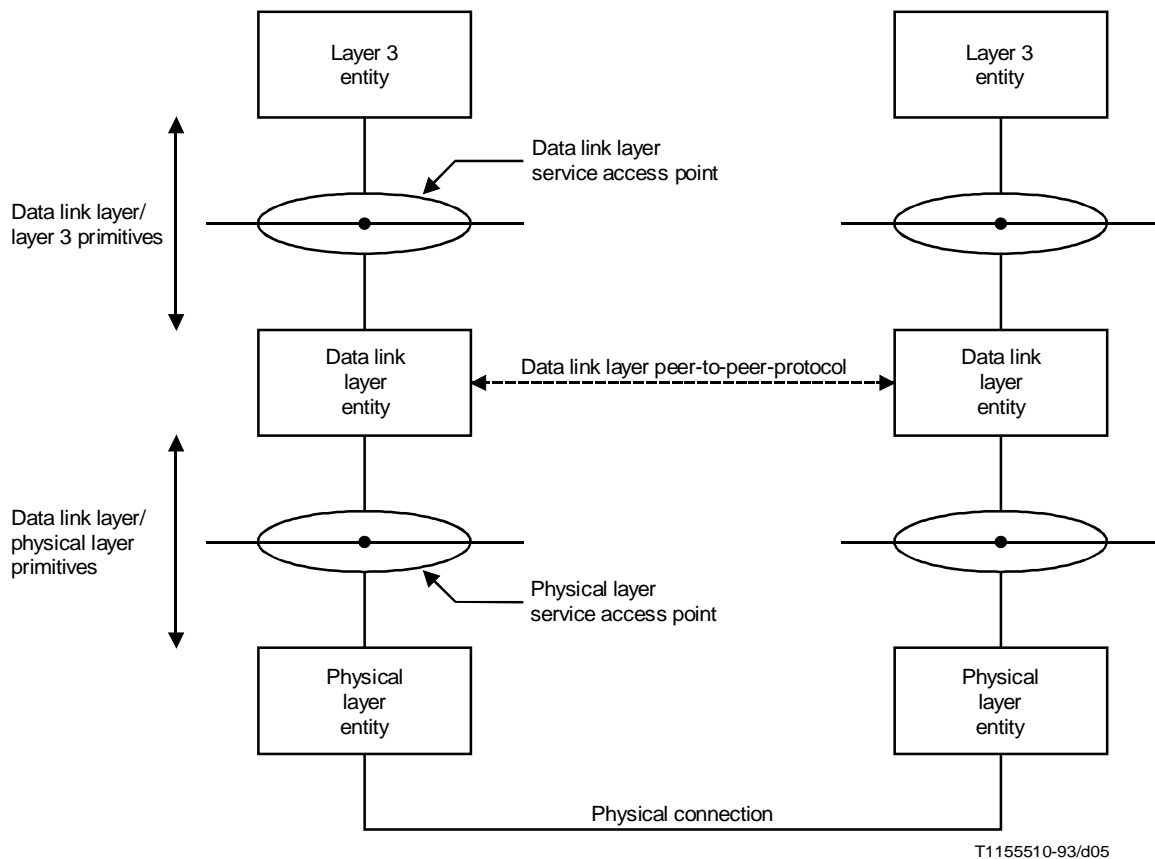 Layer 3
entity
Layer 3
entity
Data link layer
service access point
Data link layer/
layer 3 primitives
Data link
layer
entity
Data link layer peer-to-peer-protocol
Data link
layer
entity
Data link layer/
physical layer
primitives
Physical layer
service access point
Physical
layer
entity
Physical
layer
entity
Physical connection
T1155510-93/d05